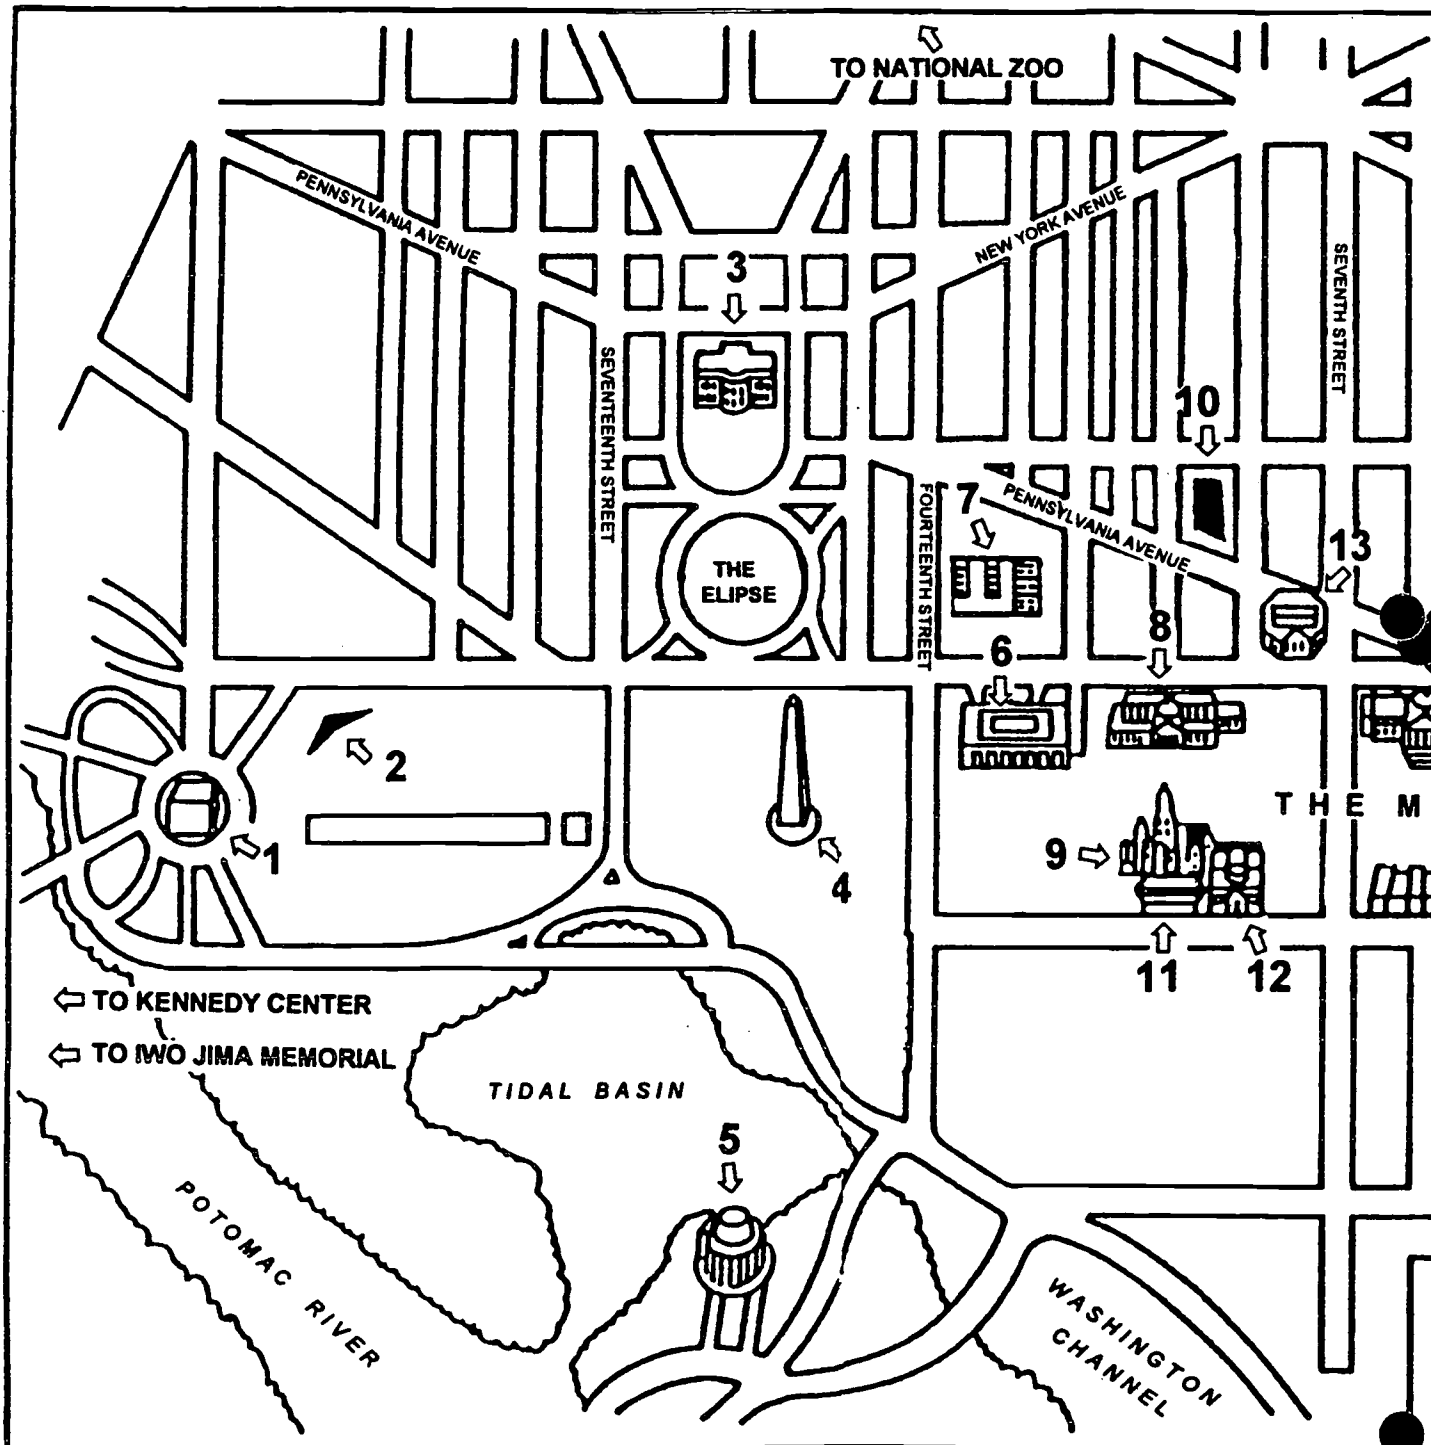 TO NATIONAL ZOO
PENNSYLVANIA AVENUE
NEW YORK AVENUE
3
SEVENTH STREET
SEVENTEENTH STREET
10
FOURTEENTH STREET
7
PENNSYLVANIA AVENUE
13
THE
ELIPSE
8
6
2
1
4
THE M
9
11
12
TO KENNEDY CENTER
TO IWO JIMA MEMORIAL
TIDAL BASIN
5
POTOMAC RIVER
WASHINGTON
CHANNEL